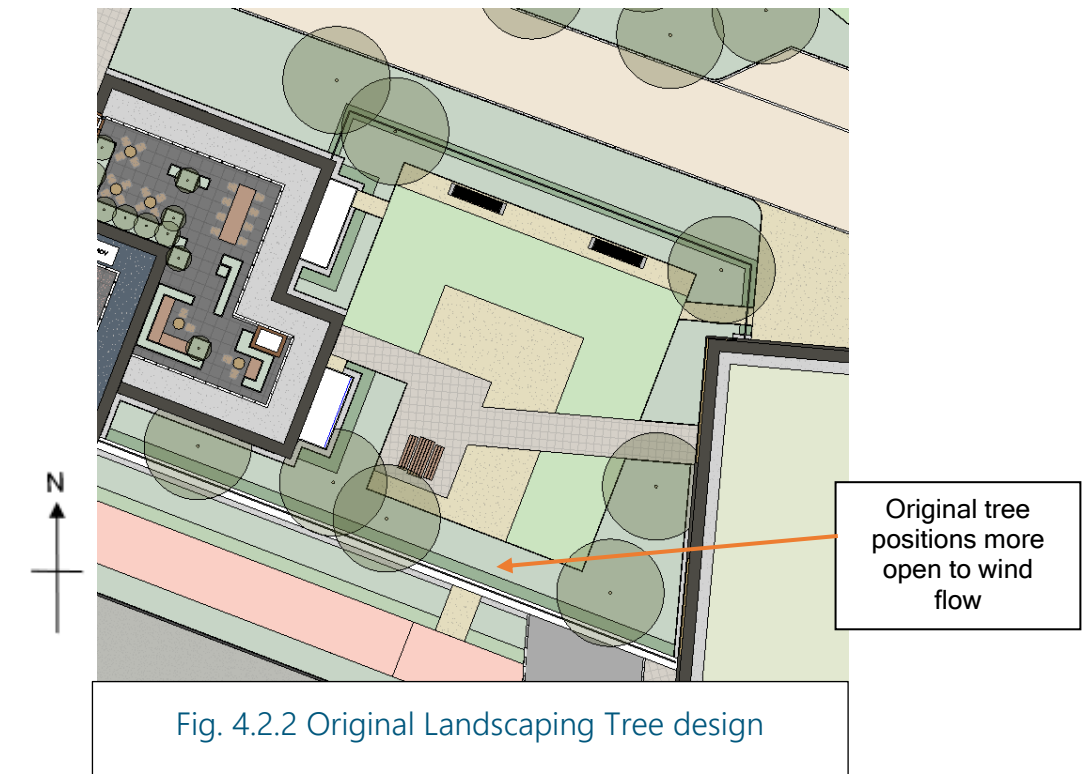 N
Original tree
positions more
open to wind
flow
Fig. 4.2.2 Original Landscaping Tree design